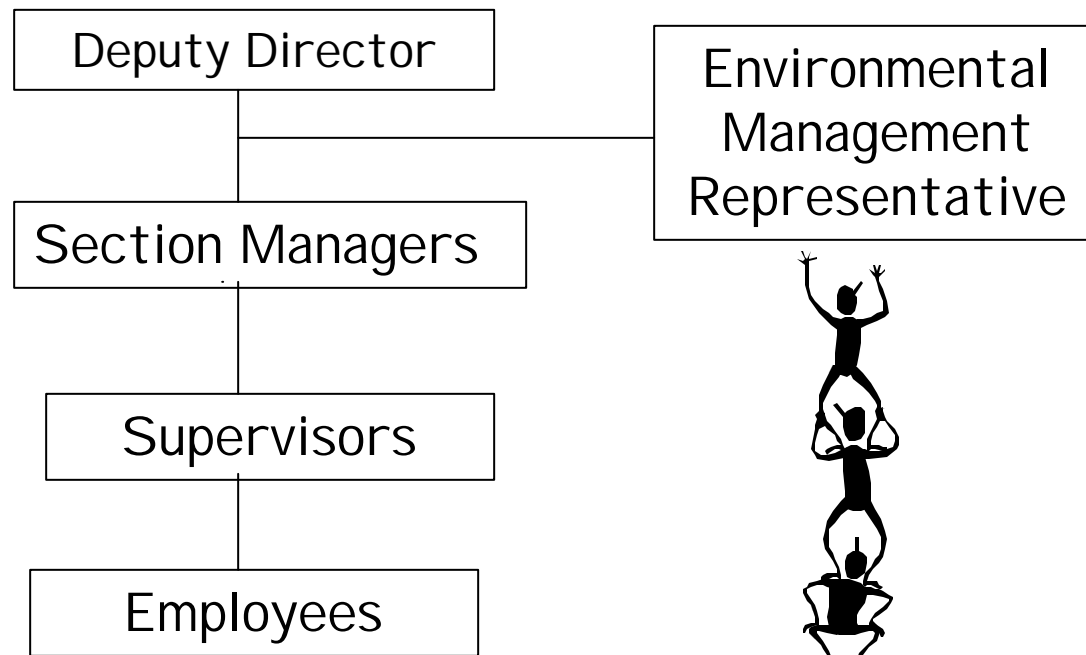 Deputy Director
Environmental
Management
Representative
Section Managers
Supervisors
Employees